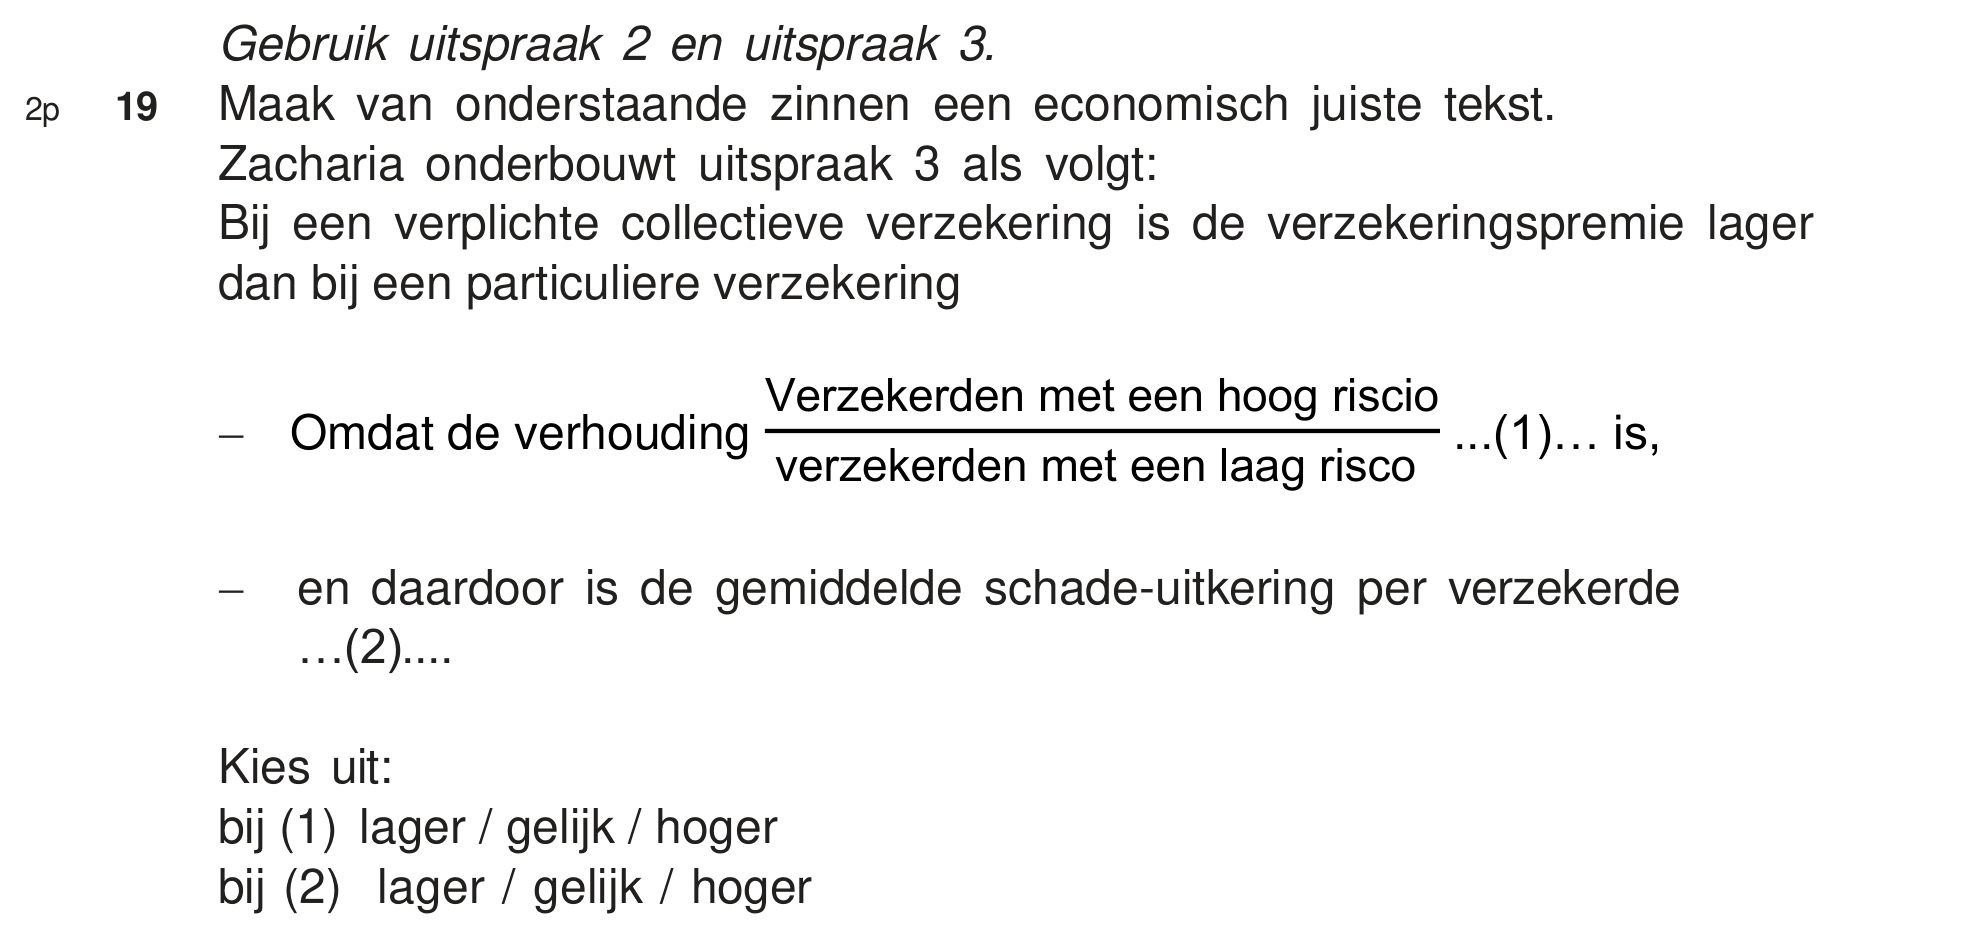 Gebruik uitspraak 2 en uitspraak 3.
2p 19 Maak van onderstaande zinnen een economisch juiste tekst.
Zacharia onderbouwt uitspraak 3 als volgt:
Bij een verplichte collectieve verzekering is de verzekeringspremie lager
dan bij een particuliere verzekering
Verzekerden met een hoog riscio
– Omdat de verhouding ...(1)… is,
verzekerden met een laag risco
– en daardoor is de gemiddelde schade-uitkering per verzekerde
…(2)....
Kies uit:
bij (1) lager / gelijk / hoger
bij (2) lager / gelijk / hoger